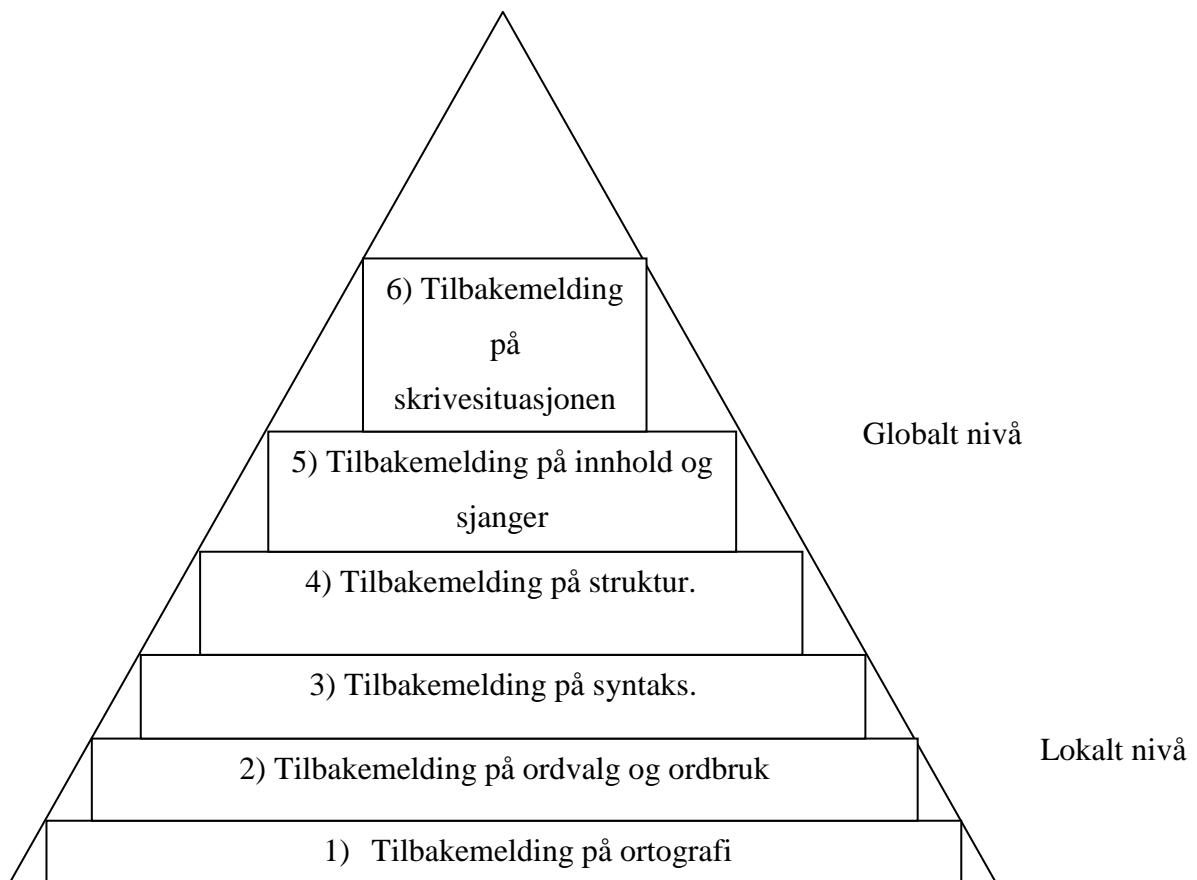 6) Tilbakemelding
på
skrivesituasjonen
Globalt nivå
5) Tilbakemelding på innhold og
sjanger
4) Tilbakemelding på struktur.
3) Tilbakemelding på syntaks.
Lokalt nivå
2) Tilbakemelding på ordvalg og ordbruk
1) Tilbakemelding på ortografi